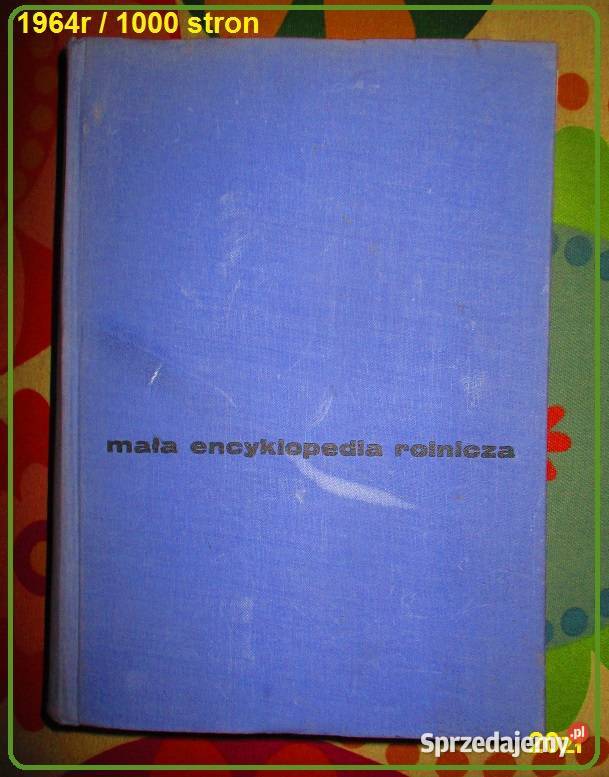 1964r / 1000 stron
mała encyklopedia rolnicza
Sprzedajemy.pl